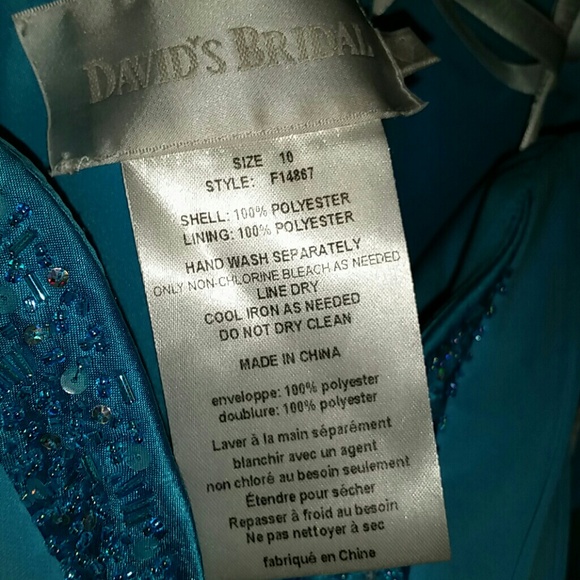 DAVID'S BRIDAL
SIZE 10
STYLE: F14867
SHELL: 100% POLYESTER
LINING: 100% POLYESTER
HAND WASH SEPARATELY
ONLY NON-CHLORINE BLEACH AS NEEDED
LINE DRY
COOL IRON AS NEEDED
DO NOT DRY CLEAN
MADE IN CHINA
enveloppe: 100% polyester
doublure: 100% polyester
Laver à la main séparément
blanchir avec un agent
non chloré au besoin seulement
Étendre pour sécher
Repasser à froid au besoin
Ne pas nettoyer à sec
fabriqué en Chine